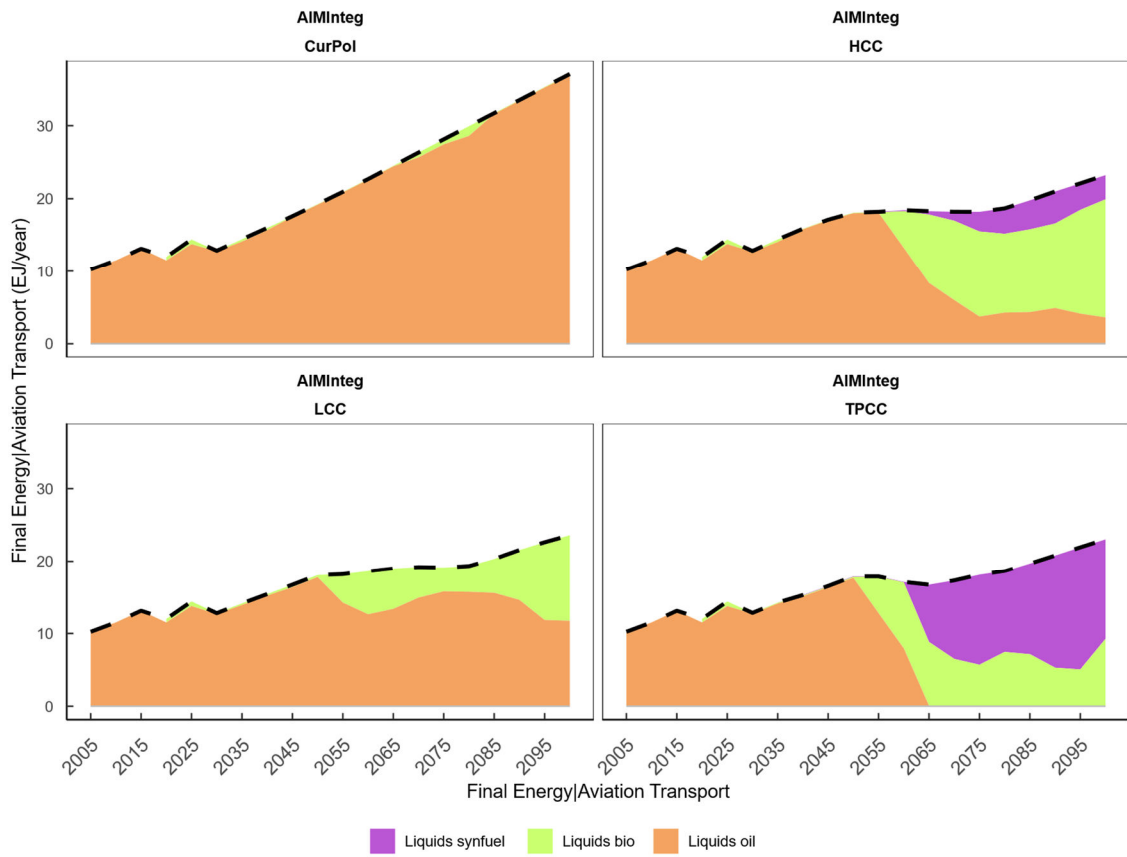 AIMInteg
CurPol
AIMInteg
HCC
30
20
10
0
AIMInteg
LCC
AIMInteg
TPCC
30
20
10
0
Final Energy|Aviation Transport (EJ/year)
2005 2015 2025 2035 2045 2055 2065 2075 2085 2095
2005 2015 2025 2035 2045 2055 2065 2075 2085 2095
Final Energy|Aviation Transport
Liquids synfuel Liquids bio Liquids oil